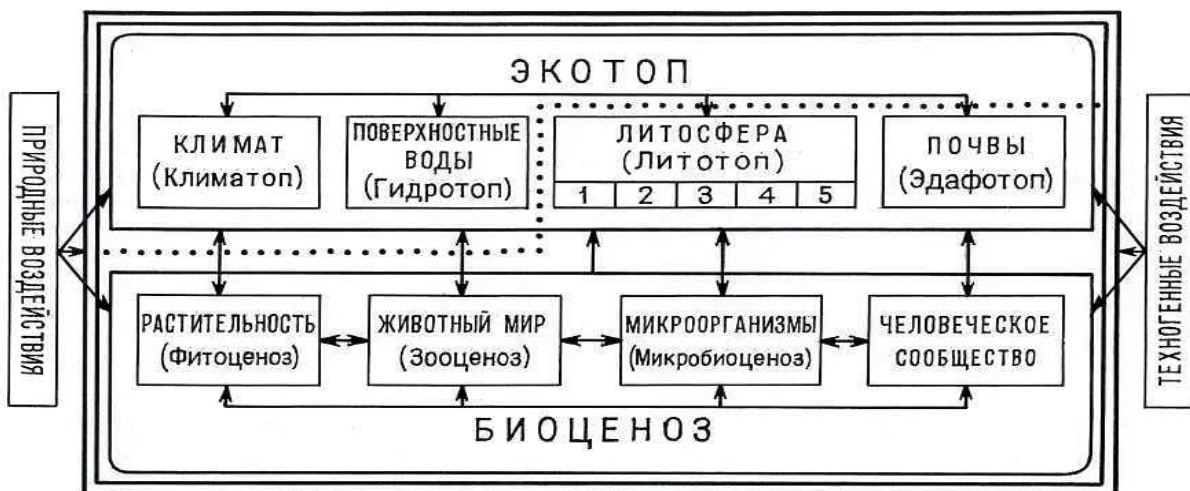 ЭКОТОП
ПРИРОДНЫЕ ВОЗДЕЙСТВИЯ
КЛИМАТ
(Климатоп)
ПОВЕРХНОСТНЫЕ
ВОДЫ
(Гидротоп)
ЛИТОСФЕРА
(Литотоп)
1 2 3 4 5
ПОЧВЫ
(Эдафотоп)
ТЕХНОГЕННЫЕ ВОЗДЕЙСТВИЯ
РАСТИТЕЛЬНОСТЬ
(Фитоценоз)
ЖИВОТНЫЙ МИР
(Зооценоз)
МИКРООРГАНИЗМЫ
(Микробиоценоз)
ЧЕЛОВЕЧЕСКОЕ
СООБЩЕСТВО
БИОЦЕНОЗ